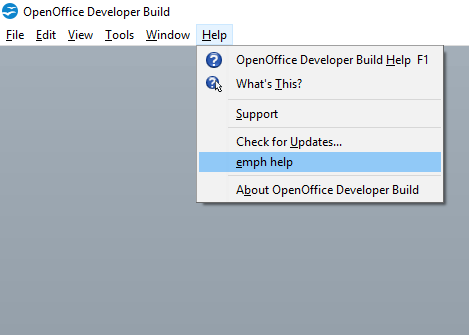 OpenOffice Developer Build
File Edit View Tools Window Help
OpenOffice Developer Build Help F1
What's This?
Support
Check for Updates...
emph help
About OpenOffice Developer Build